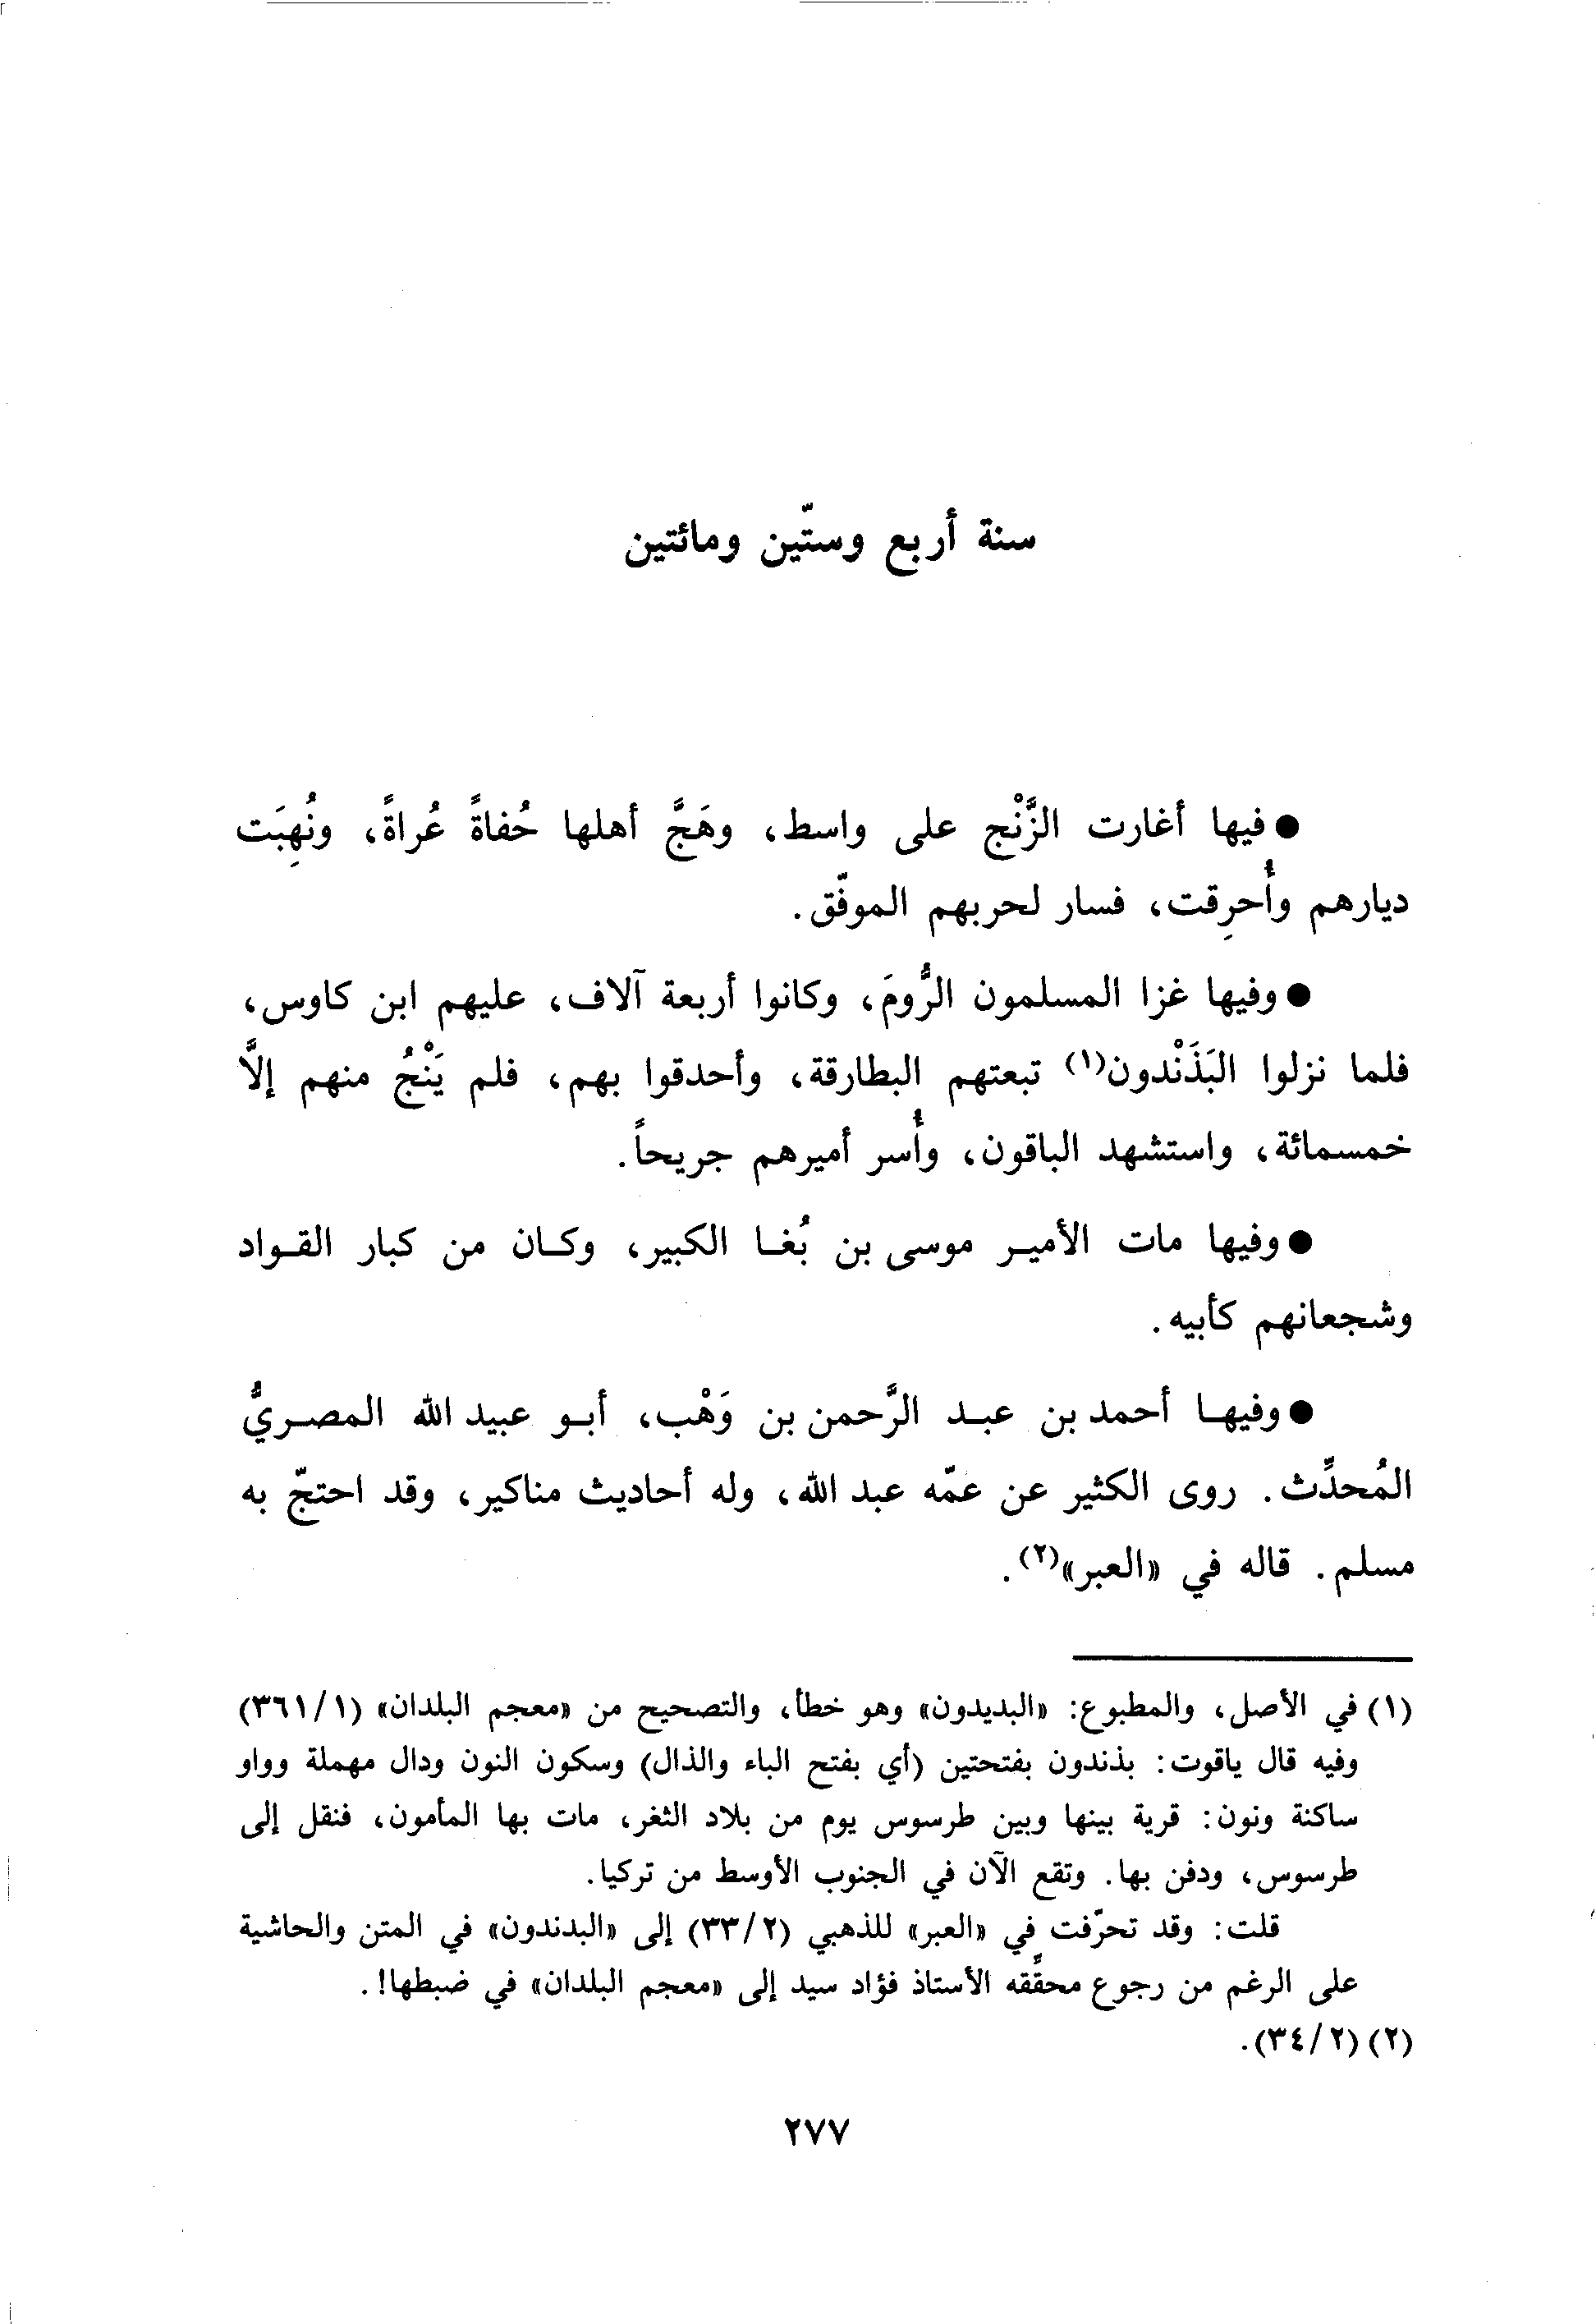 سنة أربع وستّين ومائتين
● فيها أغارت الزَّنْج على واسط، وهَجَّ أهلها حُفاةً عُراةً، ونُهِبَت
ديارهم وأُحرِقت، فسار لحربهم الموفّق.
● وفيها غزا المسلمون الرُّومَ، وكانوا أربعة آلاف، عليهم ابن كاوس،
فلما نزلوا البَذَنْدون(١) تبعتهم البطارقة، وأحدقوا بهم، فلم يَنْجُ منهم إلاَّ
خمسمائة، واستشهد الباقون، وأُسر أميرهم جريحاً.
● وفيها مات الأمير موسى بن بُغا الكبير، وكان من كبار القواد
وشجعانهم كأبيه.
● وفيها أحمد بن عبد الرَّحمن بن وَهْب، أبو عبيد الله المصريُّ
المُحدِّث. روى الكثير عن عمّه عبد الله، وله أحاديث مناكير، وقد احتجّ به
مسلم. قاله في «العبر»(٢).
(١) في الأصل، والمطبوع: «البديدون» وهو خطأ، والتصحيح من «معجم البلدان» (٣٦١/١)
وفيه قال ياقوت: بذندون بفتحتين (أي بفتح الباء والذال) وسكون النون ودال مهملة وواو
ساكنة ونون: قرية بينها وبين طرسوس يوم من بلاد الثغر، مات بها المأمون، فنقل إلى
طرسوس، ودفن بها. وتقع الآن في الجنوب الأوسط من تركيا.
قلت: وقد تحرّفت في «العبر» للذهبي (٣٣/٢) إلى «البدندون» في المتن والحاشية
على الرغم من رجوع محقِّقه الأستاذ فؤاد سيد إلى «معجم البلدان» في ضبطها!.
(٢) (٣٤/٢).
٢٧٧